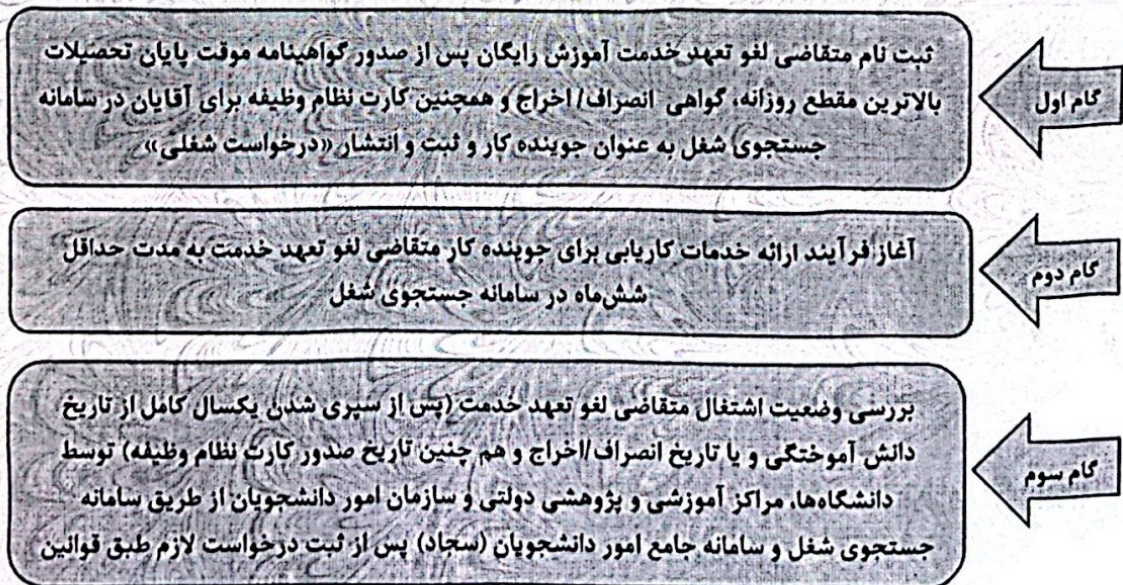 گام اول
ثبت نام متقاضی لغو تعهد خدمت آموزش رایگان پس از صدور گواهینامه موقت پایان تحصیلات
بالاترین مقطع روزانه، گواهی انصراف/اخراج و همچنین کارت نظام وظیفه برای آقایان در سامانه
جستجوی شغل به عنوان جوینده کار و ثبت و انتشار «درخواست شغلی»
گام دوم
آغاز فرآیند ارائه خدمات کاریابی برای جوینده کار متقاضی لغو تعهد خدمت به مدت حداقل
شش‌ماه در سامانه جستجوی شغل
گام سوم
بررسی وضعیت اشتغال متقاضی لغو تعهد خدمت (پس از سپری شدن یکسال کامل از تاریخ
دانش آموختگی و یا تاریخ انصراف/اخراج و هم چنین تاریخ صدور کارت نظام وظیفه) توسط
دانشگاه‌ها، مراکز آموزشی و پژوهشی دولتی و سازمان امور دانشجویان از طریق سامانه
جستجوی شغل و سامانه جامع امور دانشجویان (سجاد) پس از ثبت درخواست لازم طبق قوانین